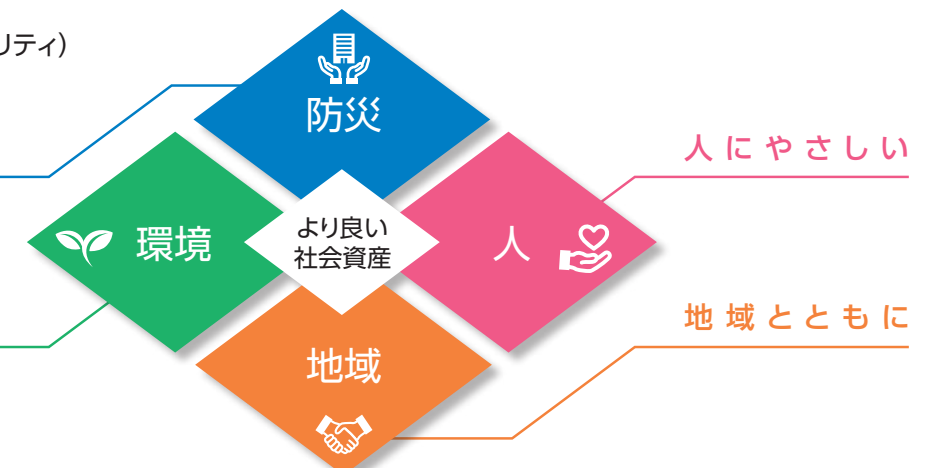 リティ)
防災
人にやさしい
環境
より良い
社会資産
人
地域とともに
地域